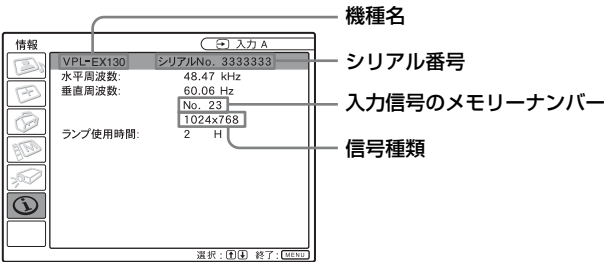 機種名
情報
入力 A
VPL-EX130 シリアルNo. 3333333
シリアル番号
水平周波数: 48.47 kHz
垂直周波数: 60.06 Hz
No. 23
入力信号のメモリーナンバー
1024x768
ランプ使用時間: 2 H
信号種類
選択: 終了: MENU